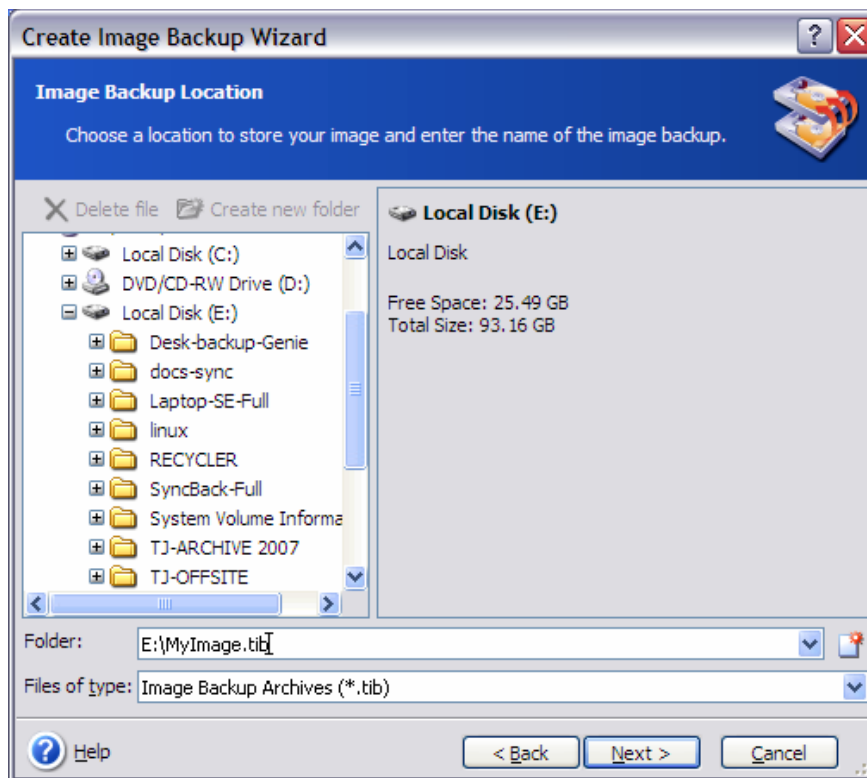 Create Image Backup Wizard
Image Backup Location
Choose a location to store your image and enter the name of the image backup.
Delete file Create new folder
Local Disk (C:)
DVD/CD-RW Drive (D:)
Local Disk (E:)
Desk-backup-Genie
docs-sync
Laptop-SE-Full
linux
RECYCLER
SyncBack-Full
System Volume Informa
TJ-ARCHIVE 2007
TJ-OFFSITE
Local Disk (E:)
Local Disk
Free Space: 25.49 GB
Total Size: 93.16 GB
Folder: E:\MyImage.tib
Files of type: Image Backup Archives (*.tib)
Help < Back Next > Cancel